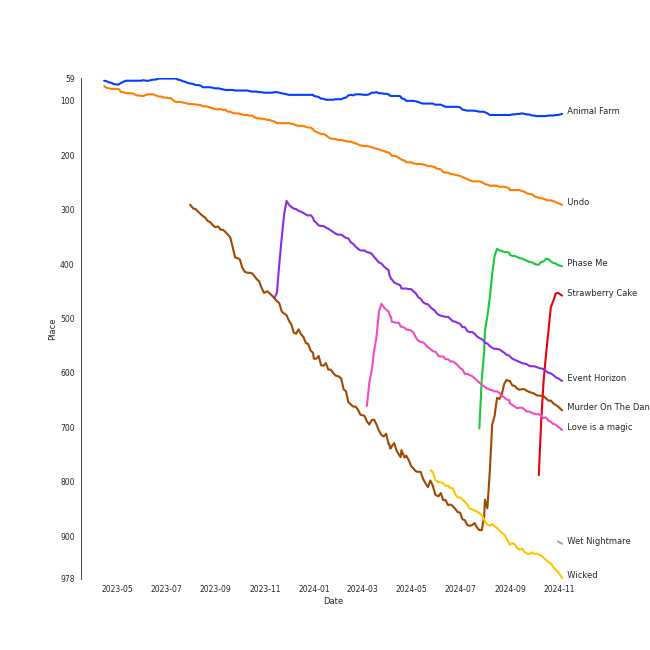 59
100
200
300
400
500
600
700
800
900
978
Place
2023-05
2023-07
2023-09
2023-11
2024-01
2024-03
2024-05
2024-07
2024-09
2024-11
Date
Animal Farm
Undo
Phase Me
Strawberry Cake
Event Horizon
Murder On The Dan
Love is a magic
Wet Nightmare
Wicked